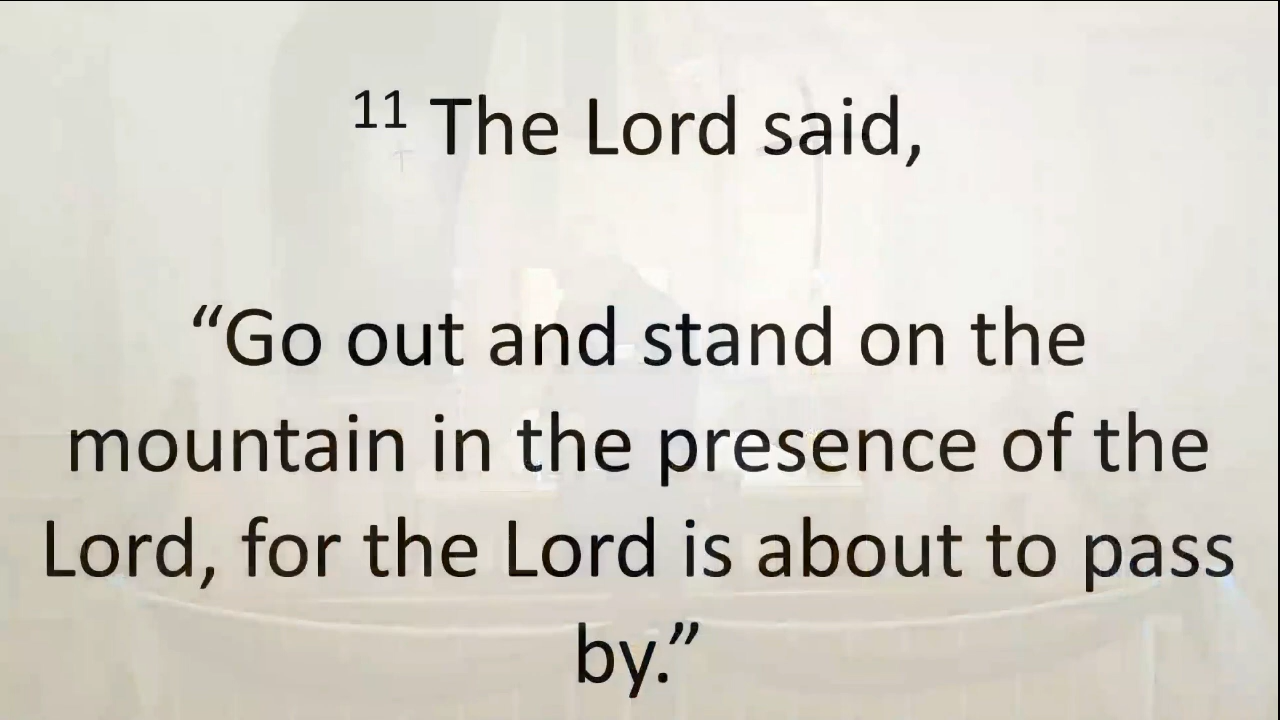 11 The Lord said,
“Go out and stand on the
mountain in the presence of the
Lord, for the Lord is about to pass
by.”